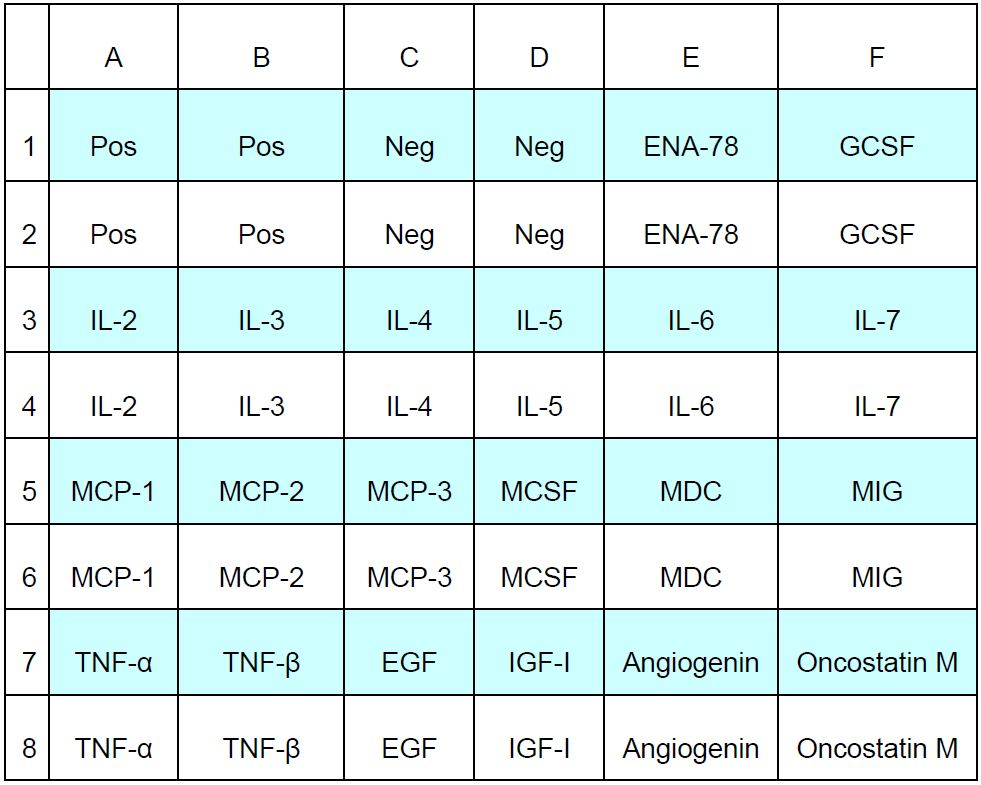 A B C D E F
1 Pos Pos Neg Neg ENA-78 GCSF
2 Pos Pos Neg Neg ENA-78 GCSF
3 IL-2 IL-3 IL-4 IL-5 IL-6 IL-7
4 IL-2 IL-3 IL-4 IL-5 IL-6 IL-7
5 MCP-1 MCP-2 MCP-3 MCSF MDC MIG
6 MCP-1 MCP-2 MCP-3 MCSF MDC MIG
7 TNF-α TNF-β EGF IGF-I Angiogenin Oncostatin M
8 TNF-α TNF-β EGF IGF-I Angiogenin Oncostatin M